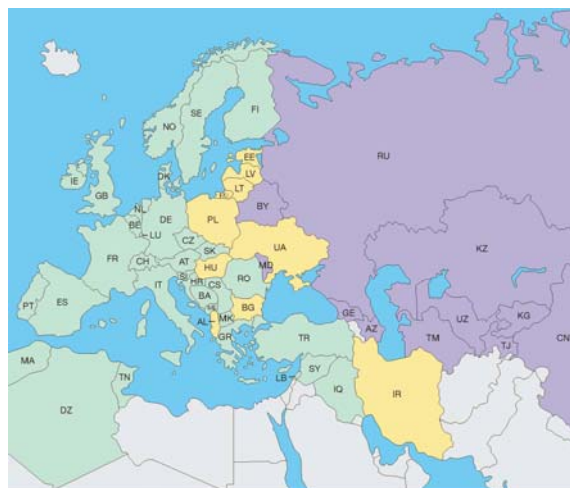 FI
SE
NO
RU
EE
LV
LT
DK
IE
GB
BY
NL
PL
DE
BE
LU
UA
CZ
KZ
SK
FR
CH
AT
HU
MD
RO
SI
HR
CS
IT
BA
UZ
KG
GE
BG
AZ
TM
PT
ES
MK
AL
TJ
CN
GR
TR
MA
TN
SY
LB
IQ
IR
DZ